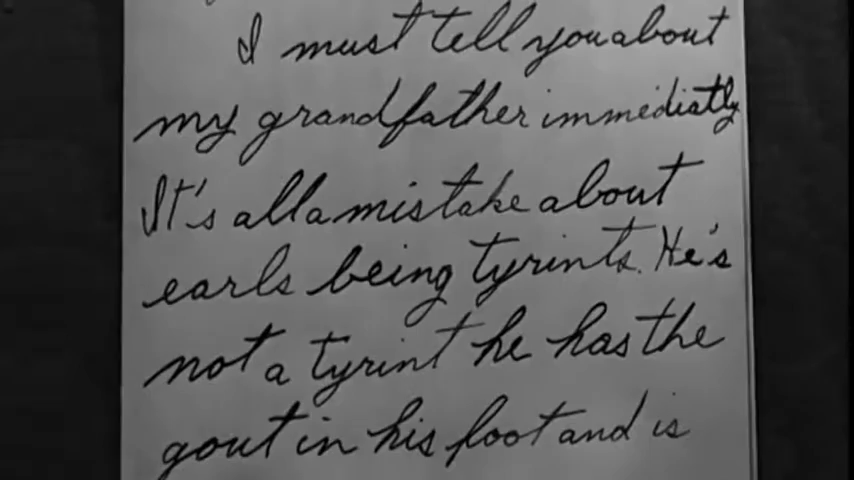 I must tell you about
my grandfather immediatly
It's all a mistake about
earls being tyrints. He's
not a tyrint he has the
gout in his foot and is